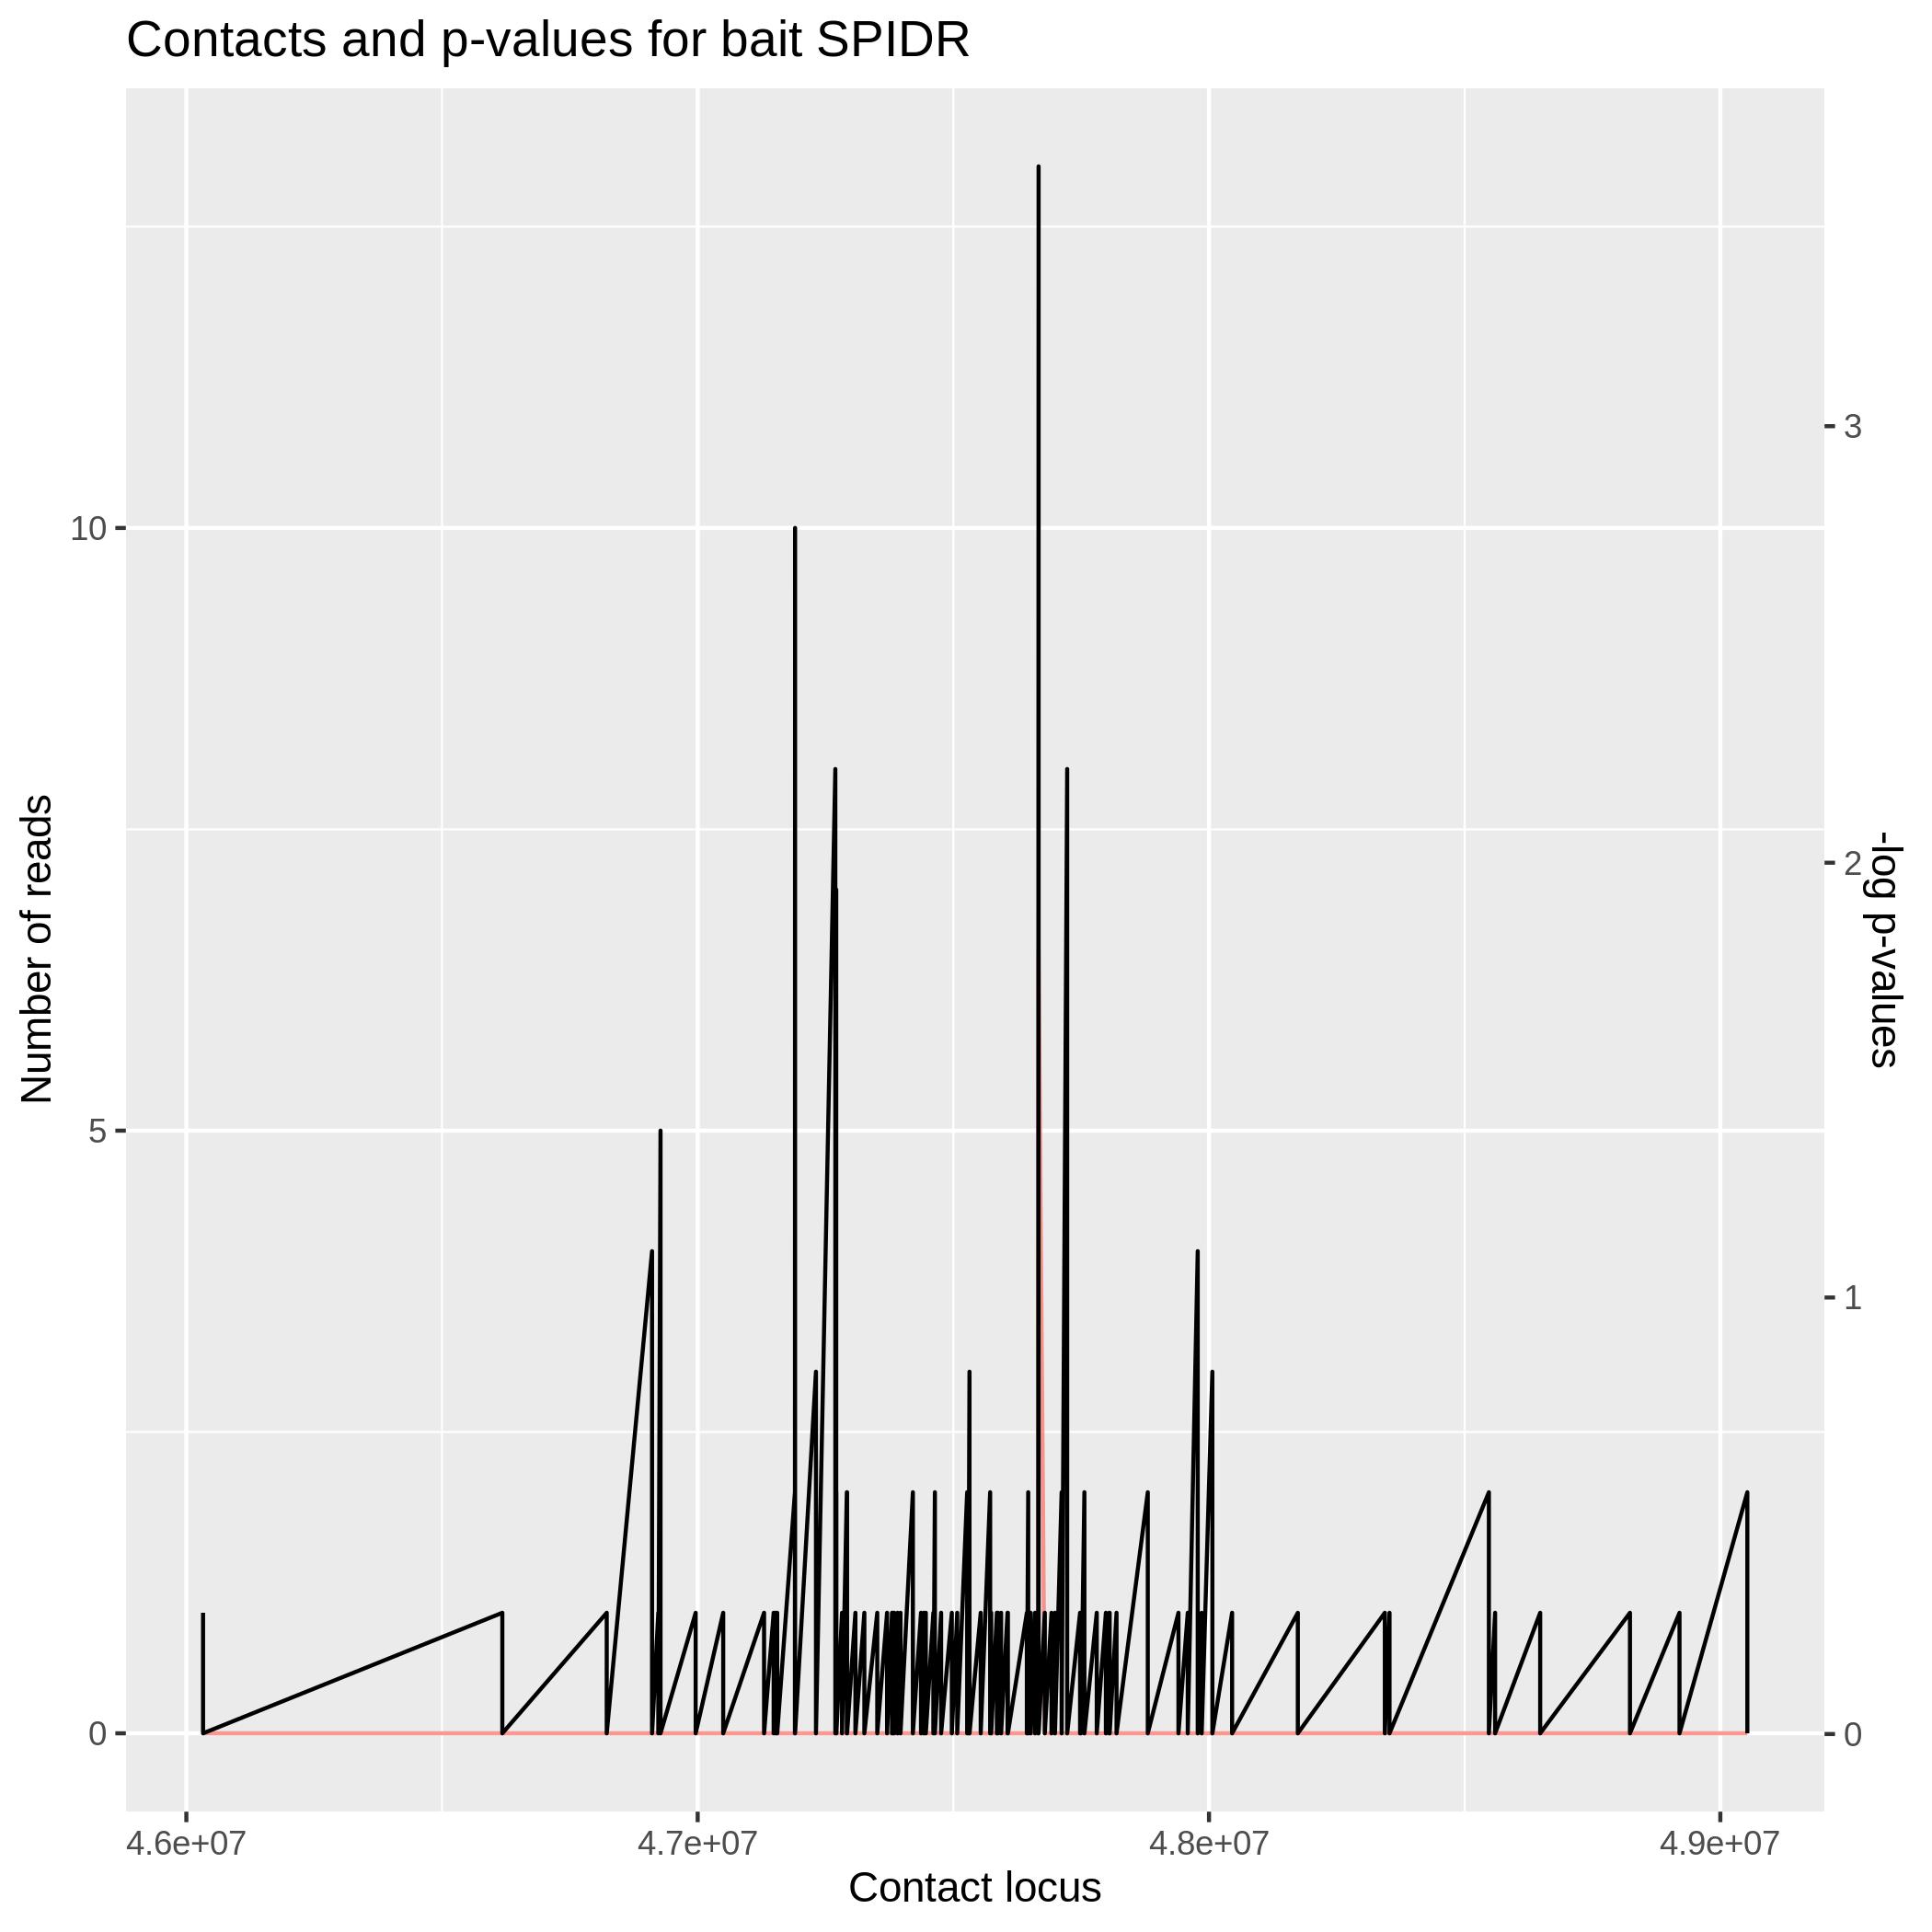 Contacts and p-values for bait SPIDR
Number of reads
10
5
0
3
2
1
0
-log p-values
4.6e+07
4.7e+07
4.8e+07
4.9e+07
Contact locus